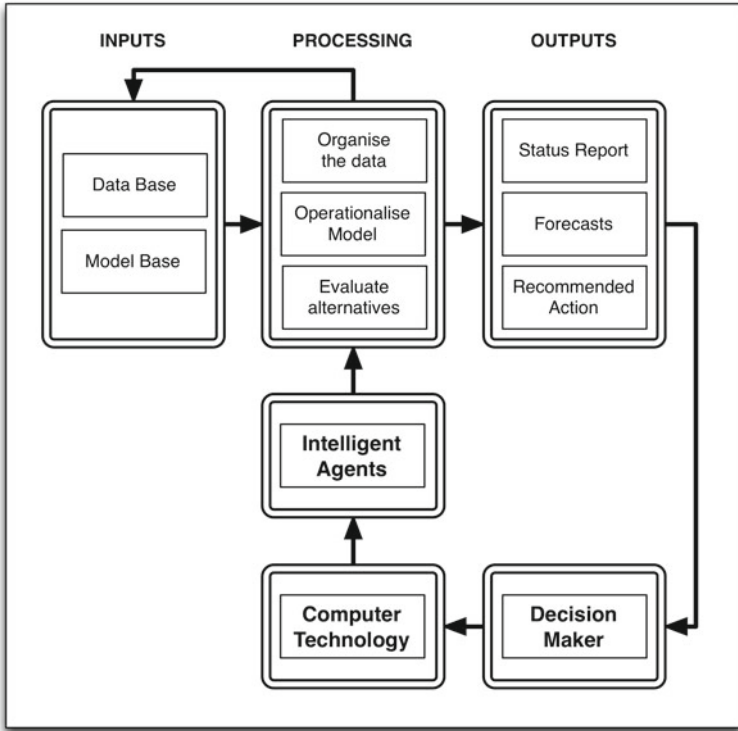 INPUTS
PROCESSING
OUTPUTS
Data Base
Model Base
Organise
the data
Operationalise
Model
Evaluate
alternatives
Status Report
Forecasts
Recommended
Action
Intelligent
Agents
Computer
Technology
Decision
Maker